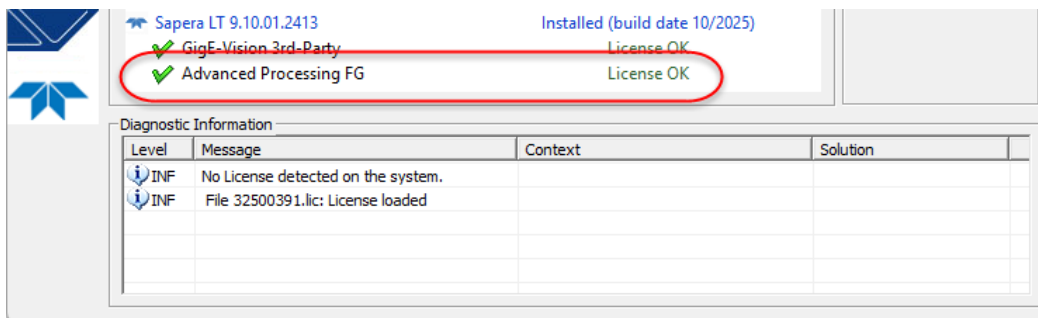 Sapera LT 9.10.01.2413 Installed (build date 10/2025)
GigE-Vision 3rd-Party License OK
Advanced Processing FG License OK
Diagnostic Information
Level Message Context Solution
INF No License detected on the system.
INF File 32500391.lic: License loaded